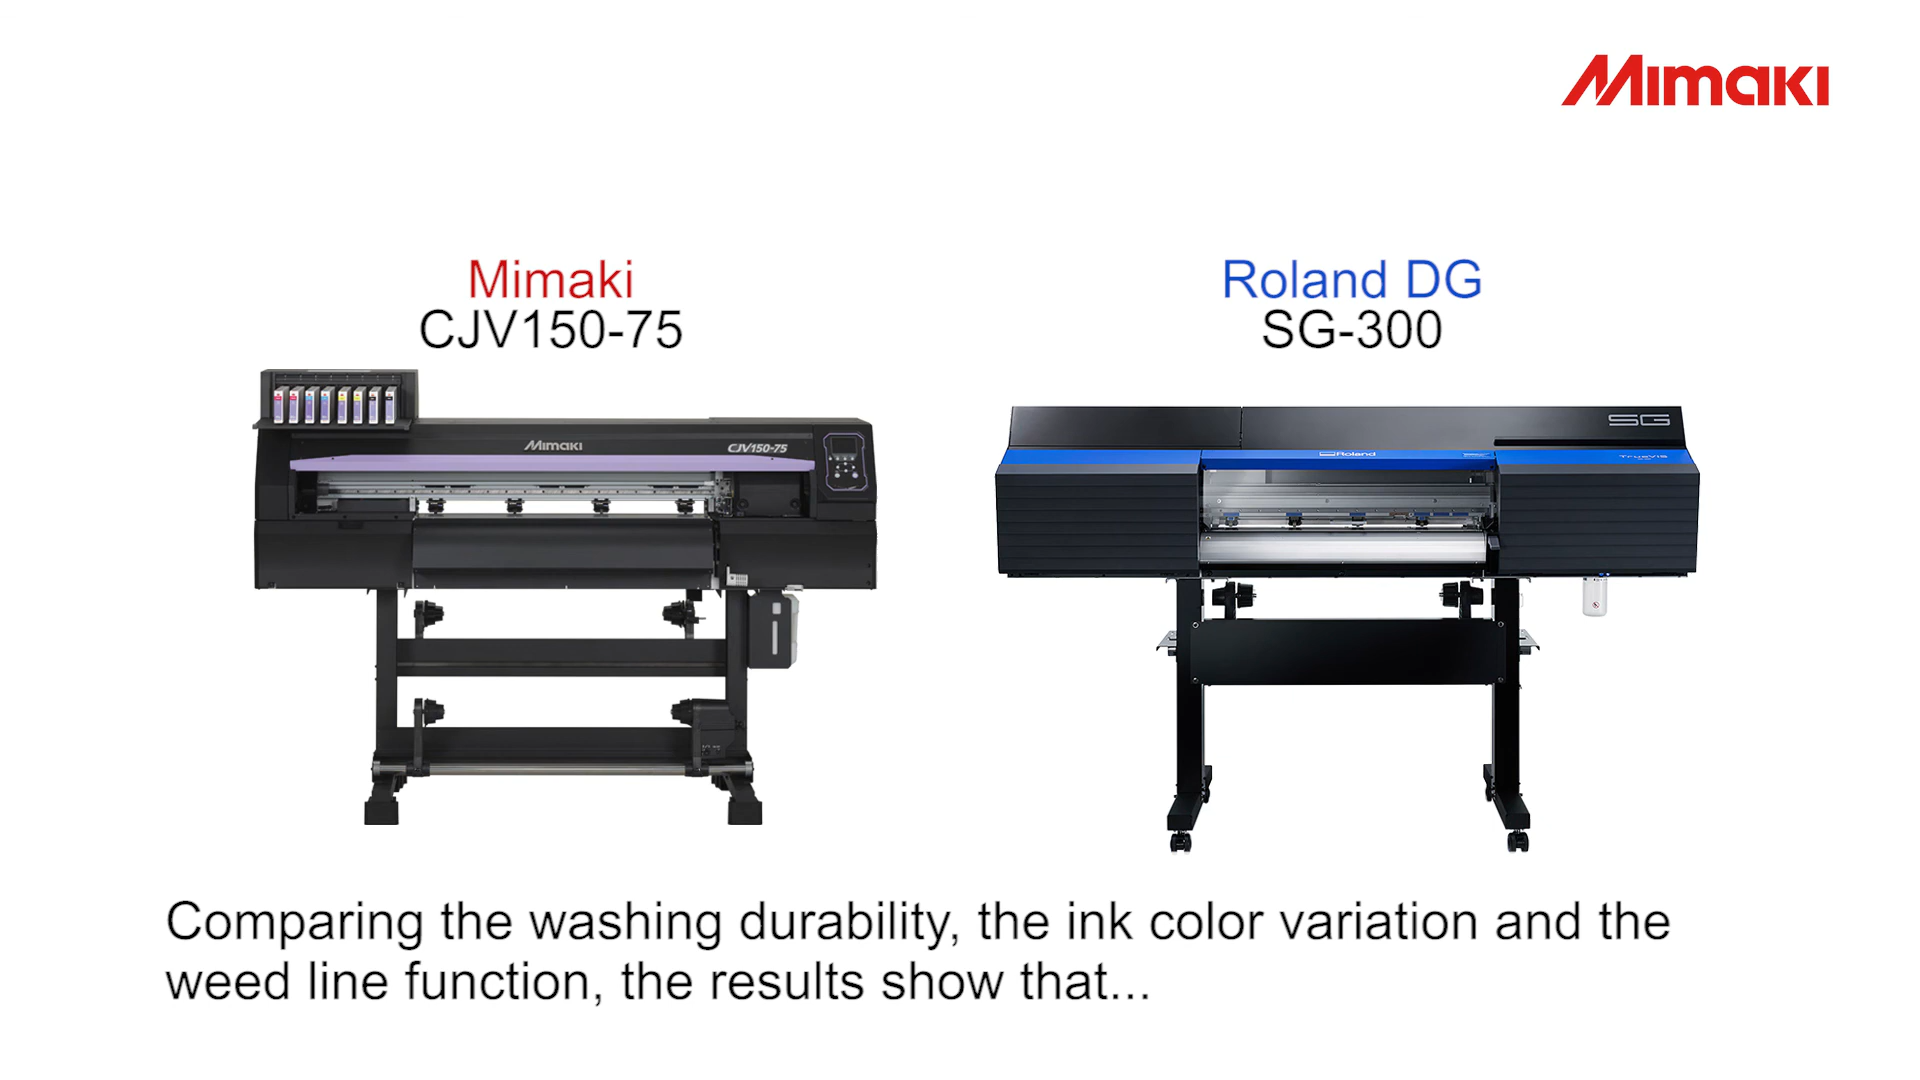 Mimaki
Mimaki
CJV150-75
Roland DG
SG-300
Mimaki
CJV150-75
SG
Roland
TrueVIS
Comparing the washing durability, the ink color variation and the
weed line function, the results show that...